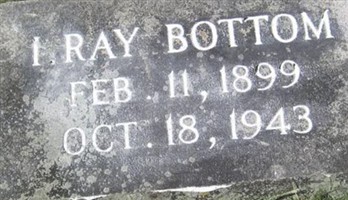 I. RAY BOTTOM
FEB. 11, 1899
OCT. 18, 1943